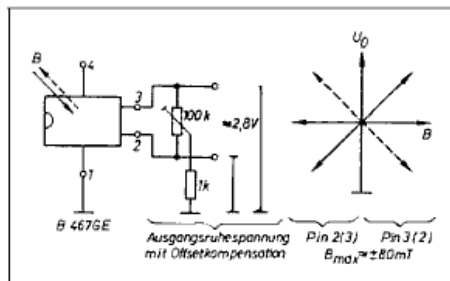 B
4
3
2
1
100k
1k
≈2,8V
U₀
B
B 467GE
Ausgangsruhespannung
mit Offsetkompensation
Pin 2(3)
Pin 3(2)
Bmax≈±80mT